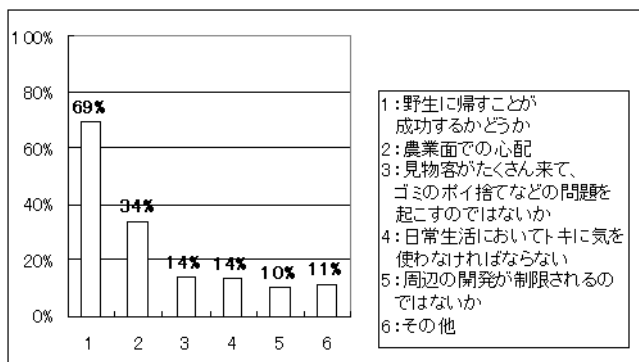 100%
80%
60%
40%
20%
0%
69%
34%
14%
14%
10%
11%
1
2
3
4
5
6
1:野生に帰すことが
成功するかどうか
2:農業面での心配
3:見物客がたくさん来て、
ゴミのポイ捨てなどの問題を
起こすのではないか
4:日常生活においてトキに気を
使わなければならない
5:周辺の開発が制限されるの
ではないか
6:その他